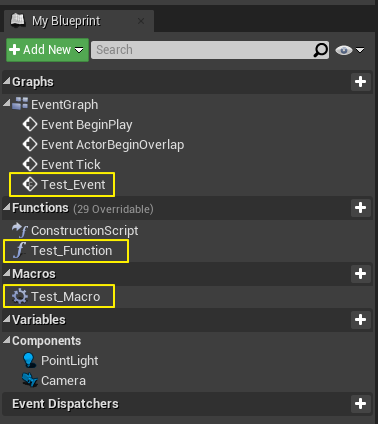 My Blueprint
Add New Search
Graphs
EventGraph
Event BeginPlay
Event ActorBeginOverlap
Event Tick
Test_Event
Functions (29 Overridable)
ConstructionScript
Test_Function
Macros
Test_Macro
Variables
Components
PointLight
Camera
Event Dispatchers